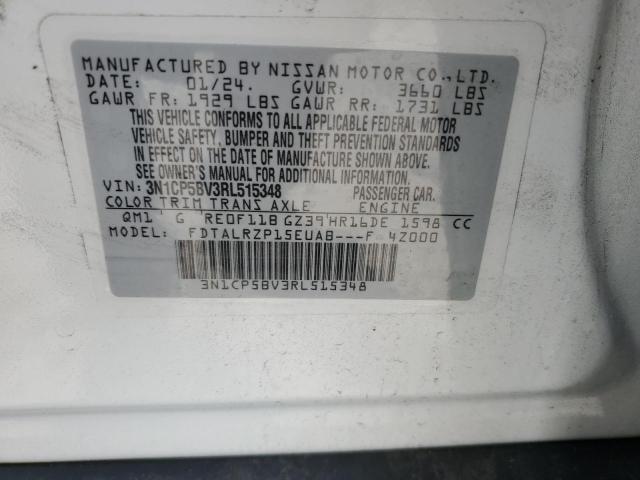 MANUFACTURED BY NISSAN MOTOR CO., LTD.
DATE: 01/24. GVWR: 3660 LBS
GAWR FR: 1929 LBS GAWR RR: 1731 LBS
THIS VEHICLE CONFORMS TO ALL APPLICABLE FEDERAL MOTOR
VEHICLE SAFETY, BUMPER AND THEFT PREVENTION STANDARDS
IN EFFECT ON THE DATE OF MANUFACTURE SHOWN ABOVE.
SEE OWNER'S MANUAL FOR ADDITIONAL INFORMATION.
VIN: 3N1CP5BV3RL515348 PASSENGER CAR.
COLOR TRIM TRANS AXLE ENGINE
QM1 G RE0F11B GZ39 HR16DE 1598 CC
MODEL: FDTALRZP15EUAB---F 4Z000
3N1CP5BV3RL515348